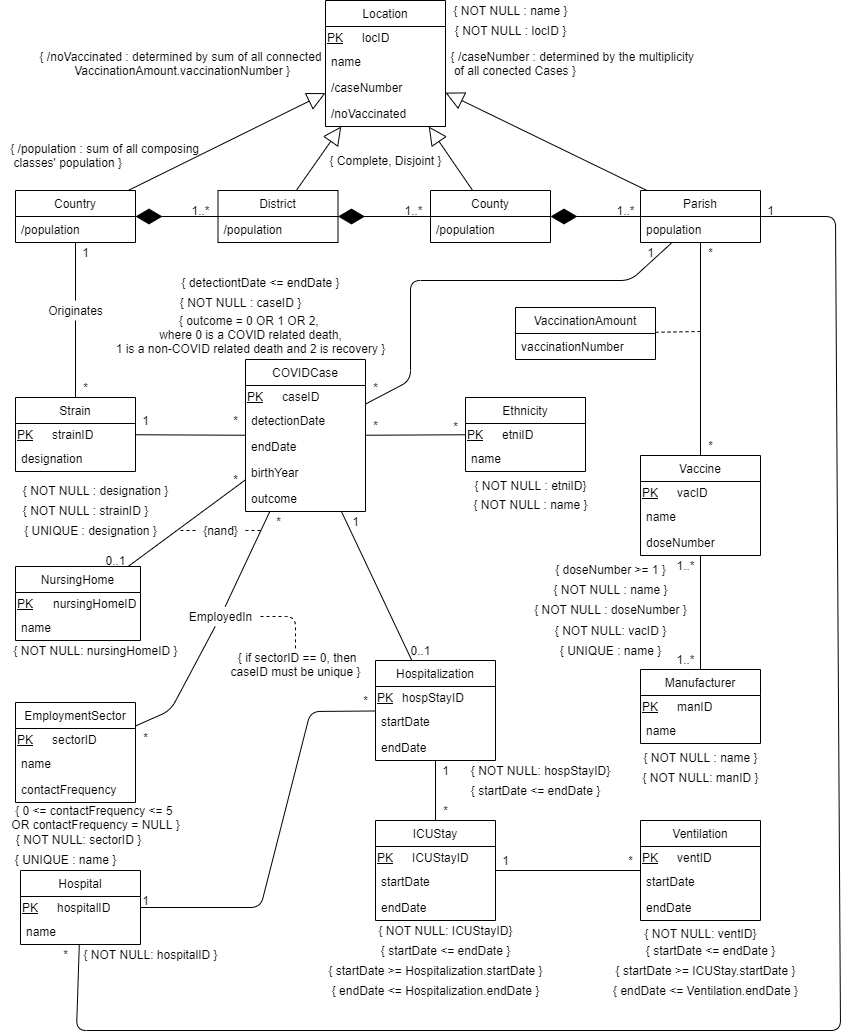 Location
{ NOT NULL : name }
{ NOT NULL : locID }
PK locID
name
/caseNumber
/noVaccinated
{ /noVaccinated : determined by sum of all connected
VaccinationAmount.vaccinationNumber }
{ /caseNumber : determined by the multiplicity
of all conected Cases }
{ /population : sum of all composing
classes' population }
{ Complete, Disjoint }
Country
/population
1..*
District
/population
1..*
County
/population
1..*
Parish
population
1
1
1
*
Originates
{ detectiontDate <= endDate }
{ NOT NULL : caseID }
{ outcome = 0 OR 1 OR 2,
where 0 is a COVID related death,
1 is a non-COVID related death and 2 is recovery }
VaccinationAmount
vaccinationNumber
*
Strain
PK strainID
designation
1
*
COVIDCase
PK caseID
detectionDate
endDate
birthYear
outcome
*
*
*
Ethnicity
PK etniID
name
*
Vaccine
PK vacID
name
doseNumber
{ NOT NULL : designation }
{ NOT NULL : strainID }
{ UNIQUE : designation }
{ NOT NULL : etniID}
{ NOT NULL : name }
*
{nand}
*
1
0..1
NursingHome
PK nursingHomeID
name
{ NOT NULL: nursingHomeID }
{ doseNumber >= 1 }
1..*
{ NOT NULL : name }
{ NOT NULL : doseNumber }
{ NOT NULL: vacID }
{ UNIQUE : name }
1..*
EmployedIn
{ if sectorID == 0, then
caseID must be unique }
0..1
Hospitalization
PK hospStayID
startDate
endDate
*
Manufacturer
PK manID
name
{ NOT NULL : name }
{ NOT NULL: manID }
EmploymentSector
PK sectorID
name
contactFrequency
*
{ 0 <= contactFrequency <= 5
OR contactFrequency = NULL }
{ NOT NULL: sectorID }
{ UNIQUE : name }
1
{ NOT NULL: hospStayID}
{ startDate <= endDate }
*
ICUStay
PK ICUStayID
startDate
endDate
1
*
Ventilation
PK ventID
startDate
endDate
Hospital
PK hospitalID
name
1
*
{ NOT NULL: hospitalID }
{ NOT NULL: ICUStayID}
{ startDate <= endDate }
{ startDate >= Hospitalization.startDate }
{ endDate <= Hospitalization.endDate }
{ NOT NULL: ventID}
{ startDate <= endDate }
{ startDate >= ICUStay.startDate }
{ endDate <= Ventilation.endDate }